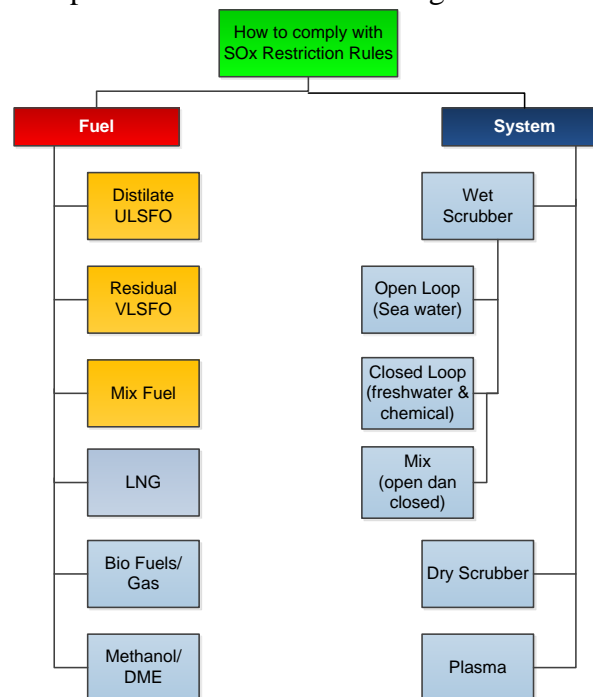 How to comply with
SOx Restriction Rules
Fuel
System
Distilate
ULSFO
Residual
VLSFO
Mix Fuel
LNG
Bio Fuels/
Gas
Methanol/
DME
Wet
Scrubber
Open Loop
(Sea water)
Closed Loop
(freshwater &
chemical)
Mix
(open dan
closed)
Dry Scrubber
Plasma